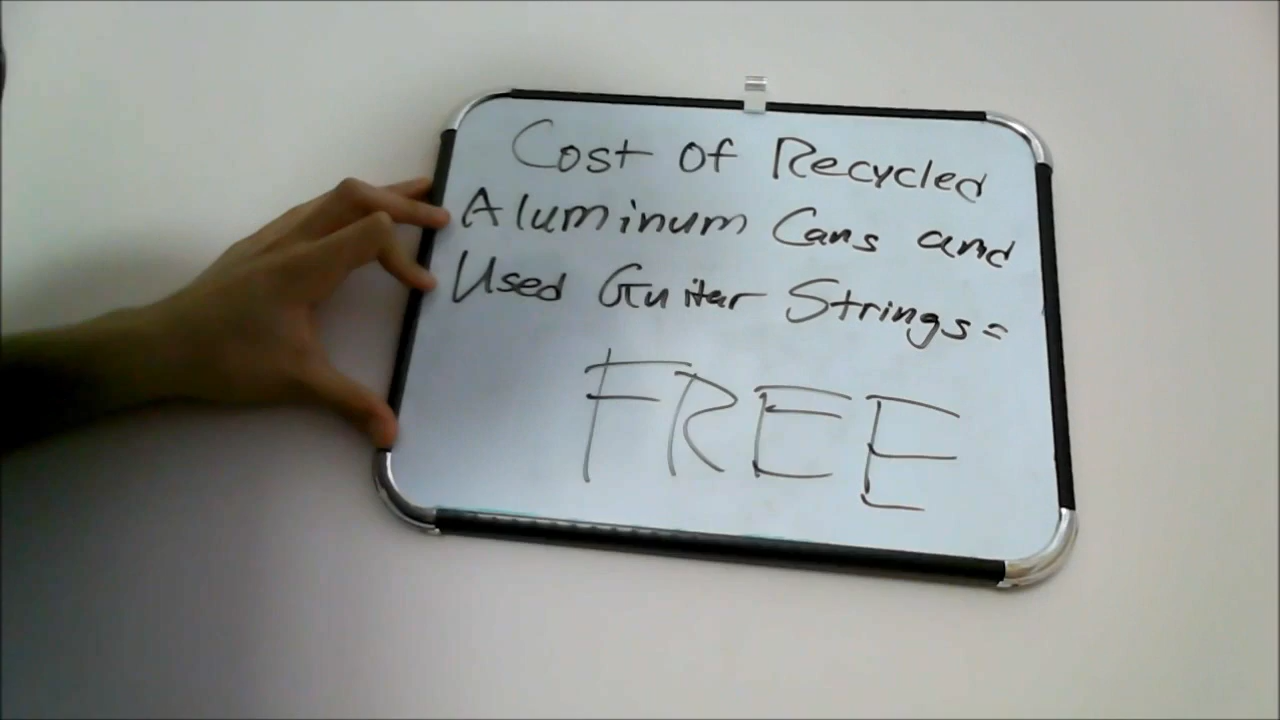 Cost of Recycled
Aluminum Cans and
Used Guitar Strings=
FREE